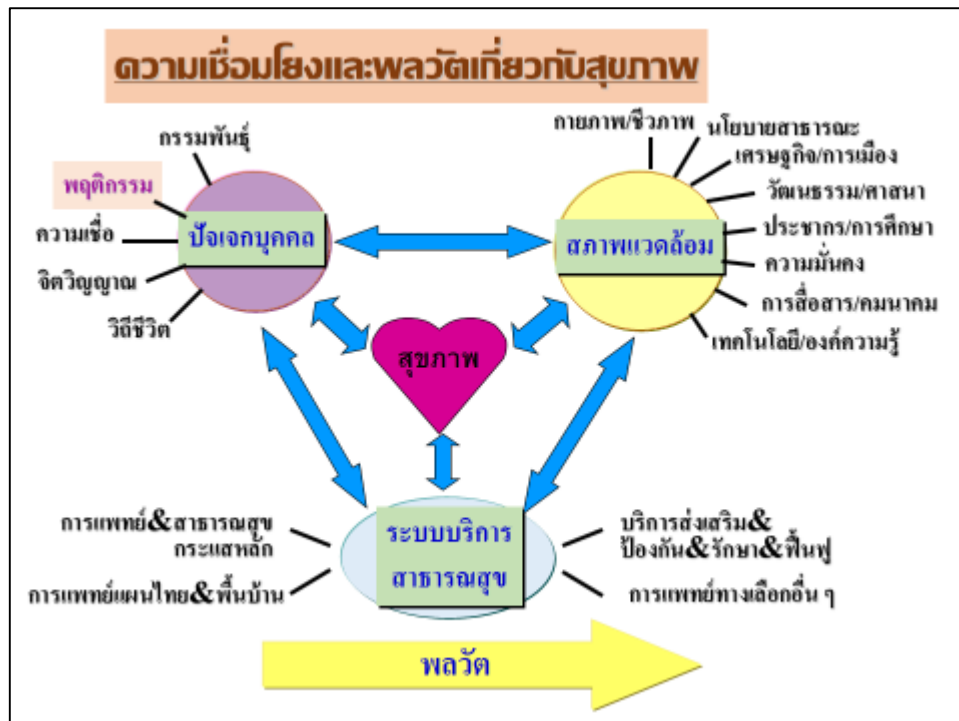 ความเชื่อมโยงและพลวัตเกี่ยวกับสุขภาพ
กรรมพันธุ์
พฤติกรรม
ความเชื่อ
จิตวิญญาณ
วิถีชีวิต
ปัจเจกบุคคล
กายภาพ/ชีวภาพ
นโยบายสาธารณะ
เศรษฐกิจ/การเมือง
วัฒนธรรม/ศาสนา
ประชากร/การศึกษา
ความมั่นคง
การสื่อสาร/คมนาคม
เทคโนโลยี/องค์ความรู้
สภาพแวดล้อม
สุขภาพ
การแพทย์&สาธารณสุข
กระแสหลัก
การแพทย์แผนไทย&พื้นบ้าน
ระบบบริการ
สาธารณสุข
บริการส่งเสริม&
ป้องกัน&รักษา&ฟื้นฟู
การแพทย์ทางเลือกอื่น ๆ
พลวัต